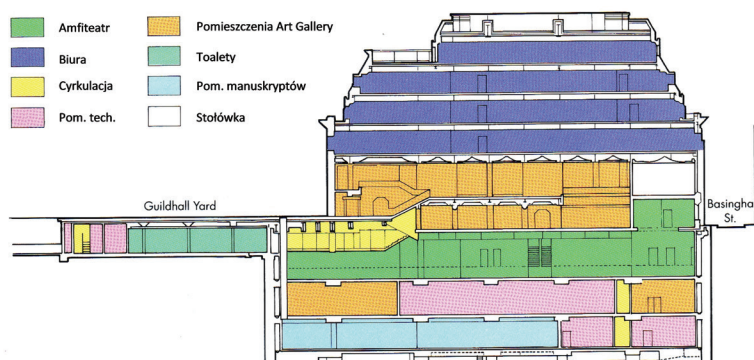 Amfiteatr
Biura
Cyrkulacja
Pom. tech.
Pomieszczenia Art Gallery
Toalety
Pom. manuskryptów
Stołówka
Guildhall Yard
Basingha
St.